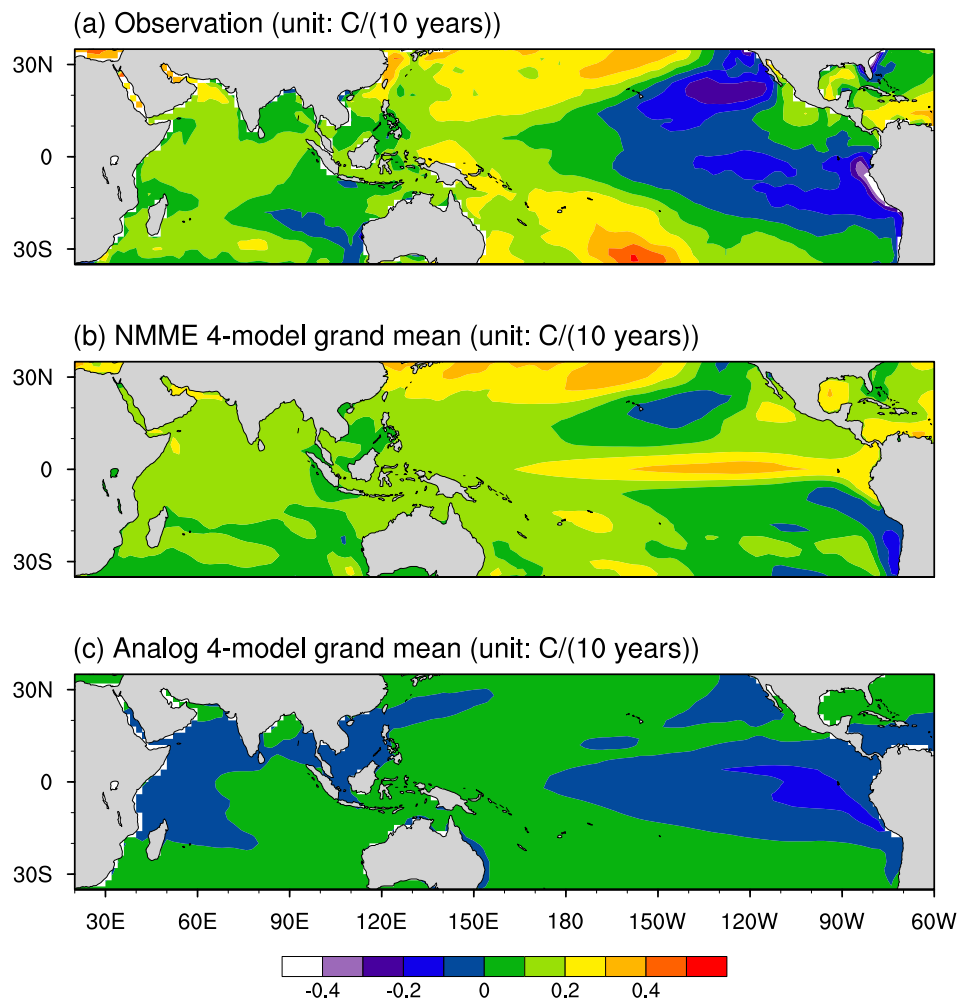 (a) Observation (unit: C/(10 years))
30N
0
30S
(b) NMME 4-model grand mean (unit: C/(10 years))
30N
0
30S
(c) Analog 4-model grand mean (unit: C/(10 years))
30N
0
30S
30E 60E 90E 120E 150E 180 150W 120W 90W 60W
-0.4 -0.2 0 0.2 0.4